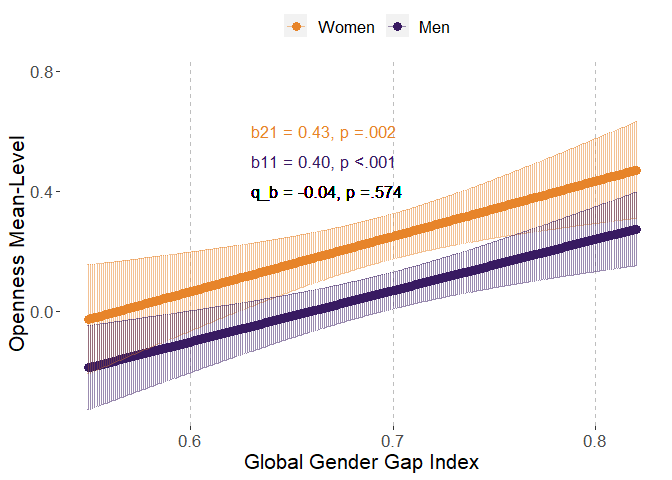 Women Men
0.8
b21 = 0.43, p =.002
b11 = 0.40, p <.001
q_b = -0.04, p =.574
0.4
0.0
Openness Mean-Level
0.6 0.7 0.8
Global Gender Gap Index